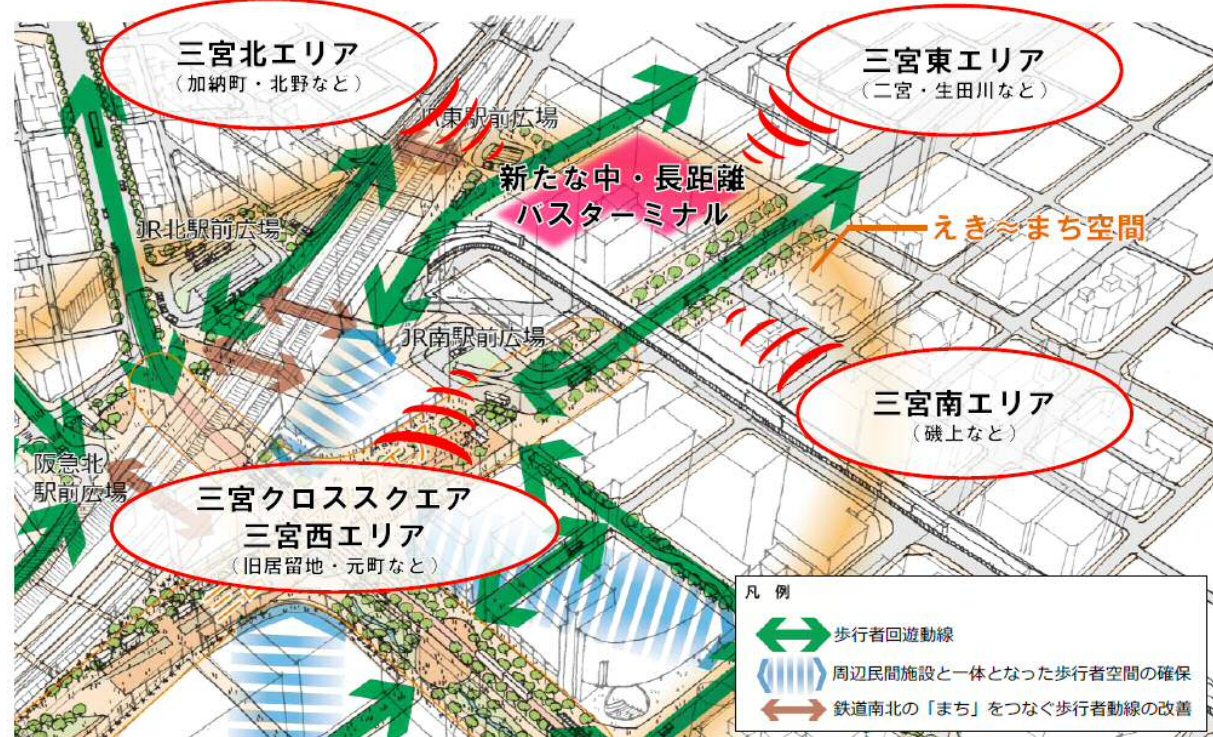 三宮北エリア
（加納町・北野など）
三宮東エリア
（二宮・生田川など）
JR東駅前広場
新たな中・長距離
バスターミナル
JR北駅前広場
えき≈まち空間
JR南駅前広場
三宮南エリア
（磯上など）
阪急北
駅前広場
三宮クロススクエア
三宮西エリア
（旧居留地・元町など）
凡 例
歩行者回遊動線
周辺民間施設と一体となった歩行者空間の確保
鉄道南北の「まち」をつなぐ歩行者動線の改善